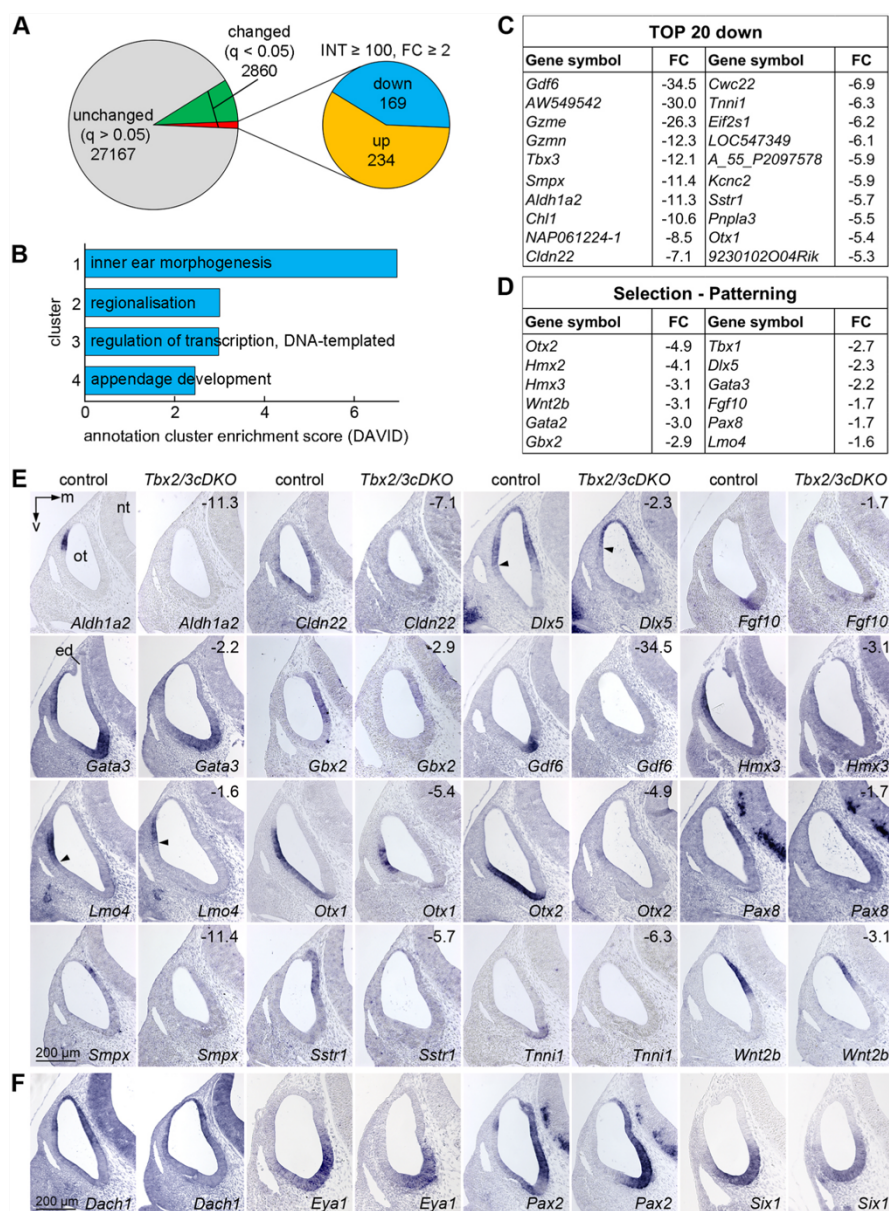 A
changed
(q < 0.05)
2860
unchanged
(q > 0.05)
27167
INT ≥ 100, FC ≥ 2
down
169
up
234
B
cluster
1 inner ear morphogenesis
2 regionalisation
3 regulation of transcription, DNA-templated
4 appendage development
0 2 4 6
annotation cluster enrichment score (DAVID)
C
TOP 20 down
Gene symbol FC Gene symbol FC
Gdf6 -34.5 Cwc22 -6.9
AW549542 -30.0 Tnni1 -6.3
Gzme -26.3 Eif2s1 -6.2
Gzmn -12.3 LOC547349 -6.1
Tbx3 -12.1 A_55_P2097578 -5.9
Smpx -11.4 Kcnc2 -5.9
Aldh1a2 -11.3 Sstr1 -5.7
Chl1 -10.6 Pnpla3 -5.5
NAP061224-1 -8.5 Otx1 -5.4
Cldn22 -7.1 9230102O04Rik -5.3
D
Selection - Patterning
Gene symbol FC Gene symbol FC
Otx2 -4.9 Tbx1 -2.7
Hmx2 -4.1 Dlx5 -2.3
Hmx3 -3.1 Gata3 -2.2
Wnt2b -3.1 Fgf10 -1.7
Gata2 -3.0 Pax8 -1.7
Gbx2 -2.9 Lmo4 -1.6
E
control Tbx2/3cDKO control Tbx2/3cDKO control Tbx2/3cDKO control Tbx2/3cDKO
m nt -11.3 -7.1 -2.3 -1.7
v
ot
Aldh1a2 Aldh1a2 Cldn22 Cldn22 Dlx5 Dlx5 Fgf10 Fgf10
ed -2.2 -2.9 -34.5 -3.1
Gata3 Gata3 Gbx2 Gbx2 Gdf6 Gdf6 Hmx3 Hmx3
-1.6 -5.4 -4.9 -1.7
Lmo4 Lmo4 Otx1 Otx1 Otx2 Otx2 Pax8 Pax8
-11.4 -5.7 -6.3 -3.1
200 µm Smpx Smpx Sstr1 Sstr1 Tnni1 Tnni1 Wnt2b Wnt2b
F
200 µm Dach1 Dach1 Eya1 Eya1 Pax2 Pax2 Six1 Six1